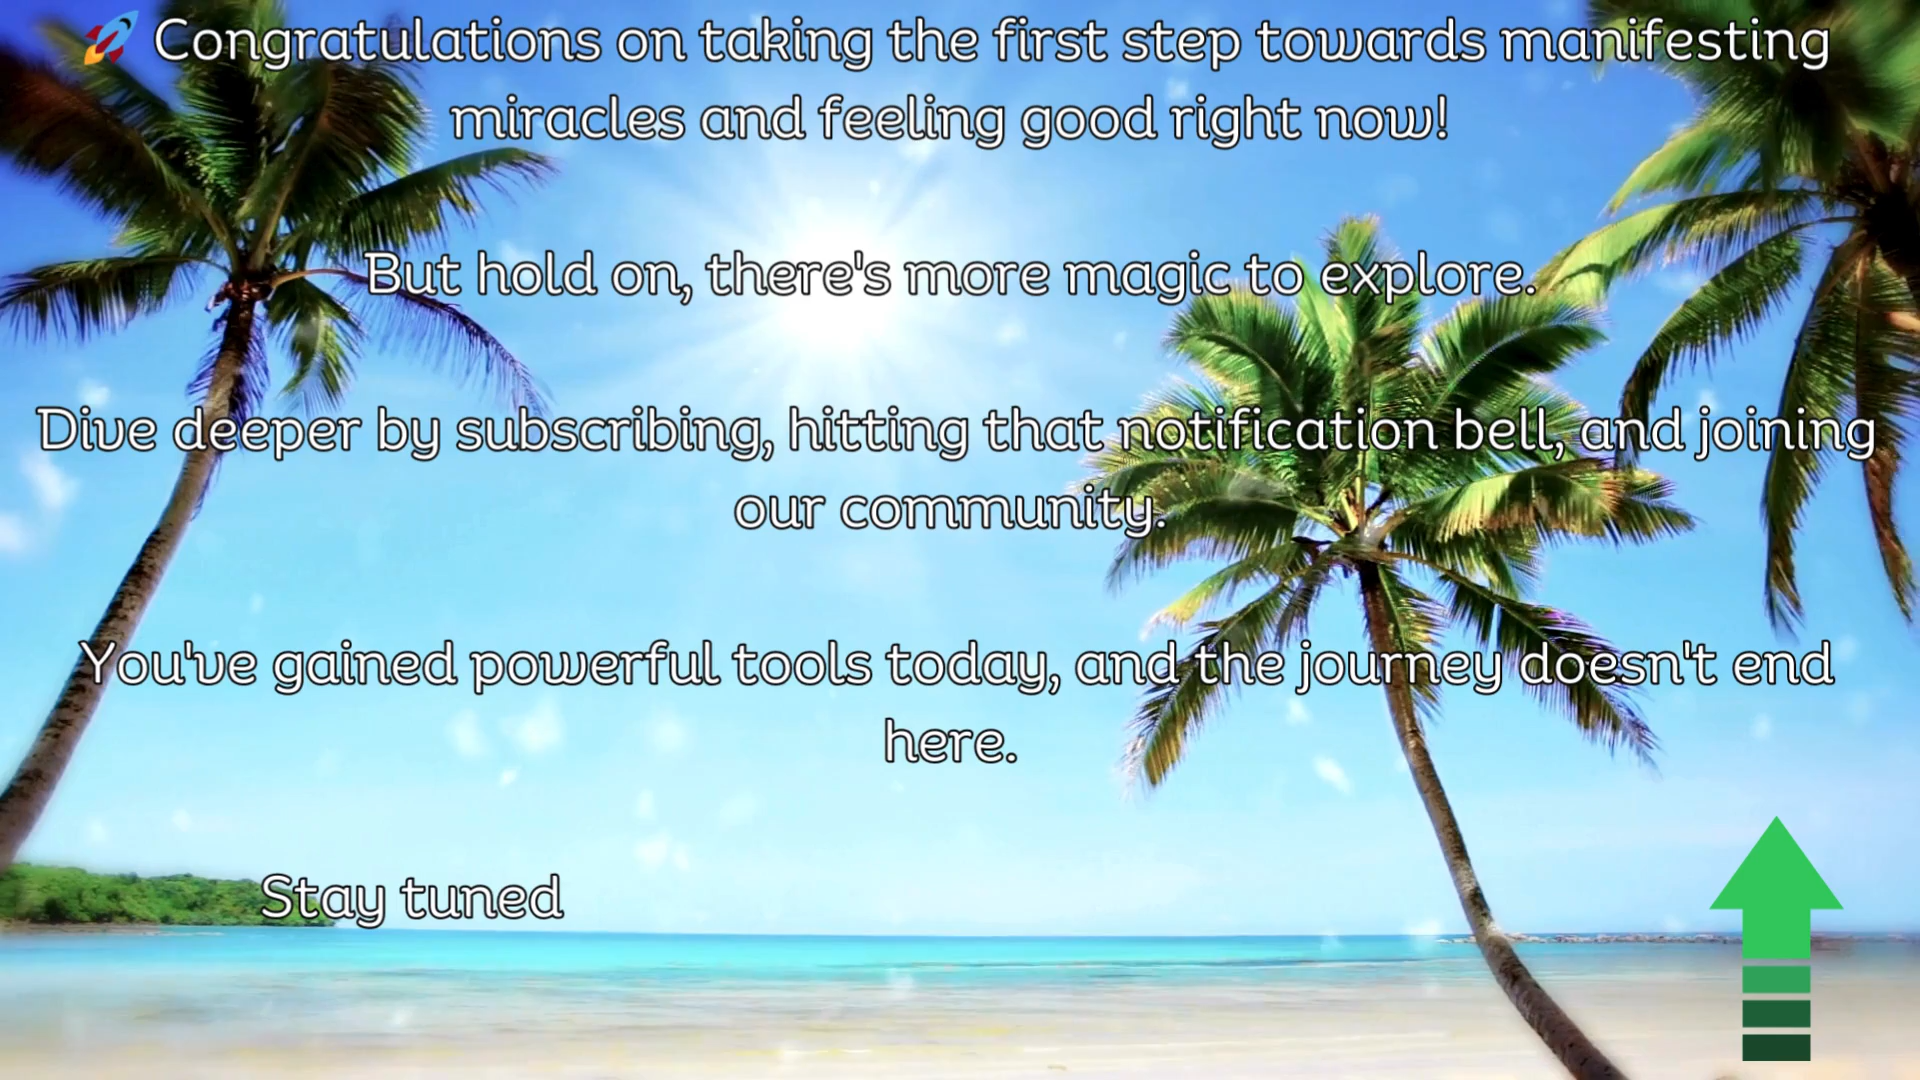 🚀 Congratulations on taking the first step towards manifesting
miracles and feeling good right now!
But hold on, there's more magic to explore.
Dive deeper by subscribing, hitting that notification bell, and joining
our community.
You've gained powerful tools today, and the journey doesn't end
here.
Stay tuned